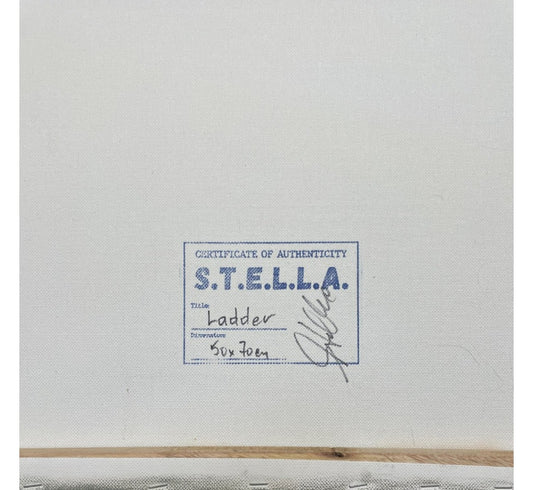 CERTIFICATE OF AUTHENTICITY
S.T.E.L.L.A.
Title:
Ladder
Dimension:
50x70cm